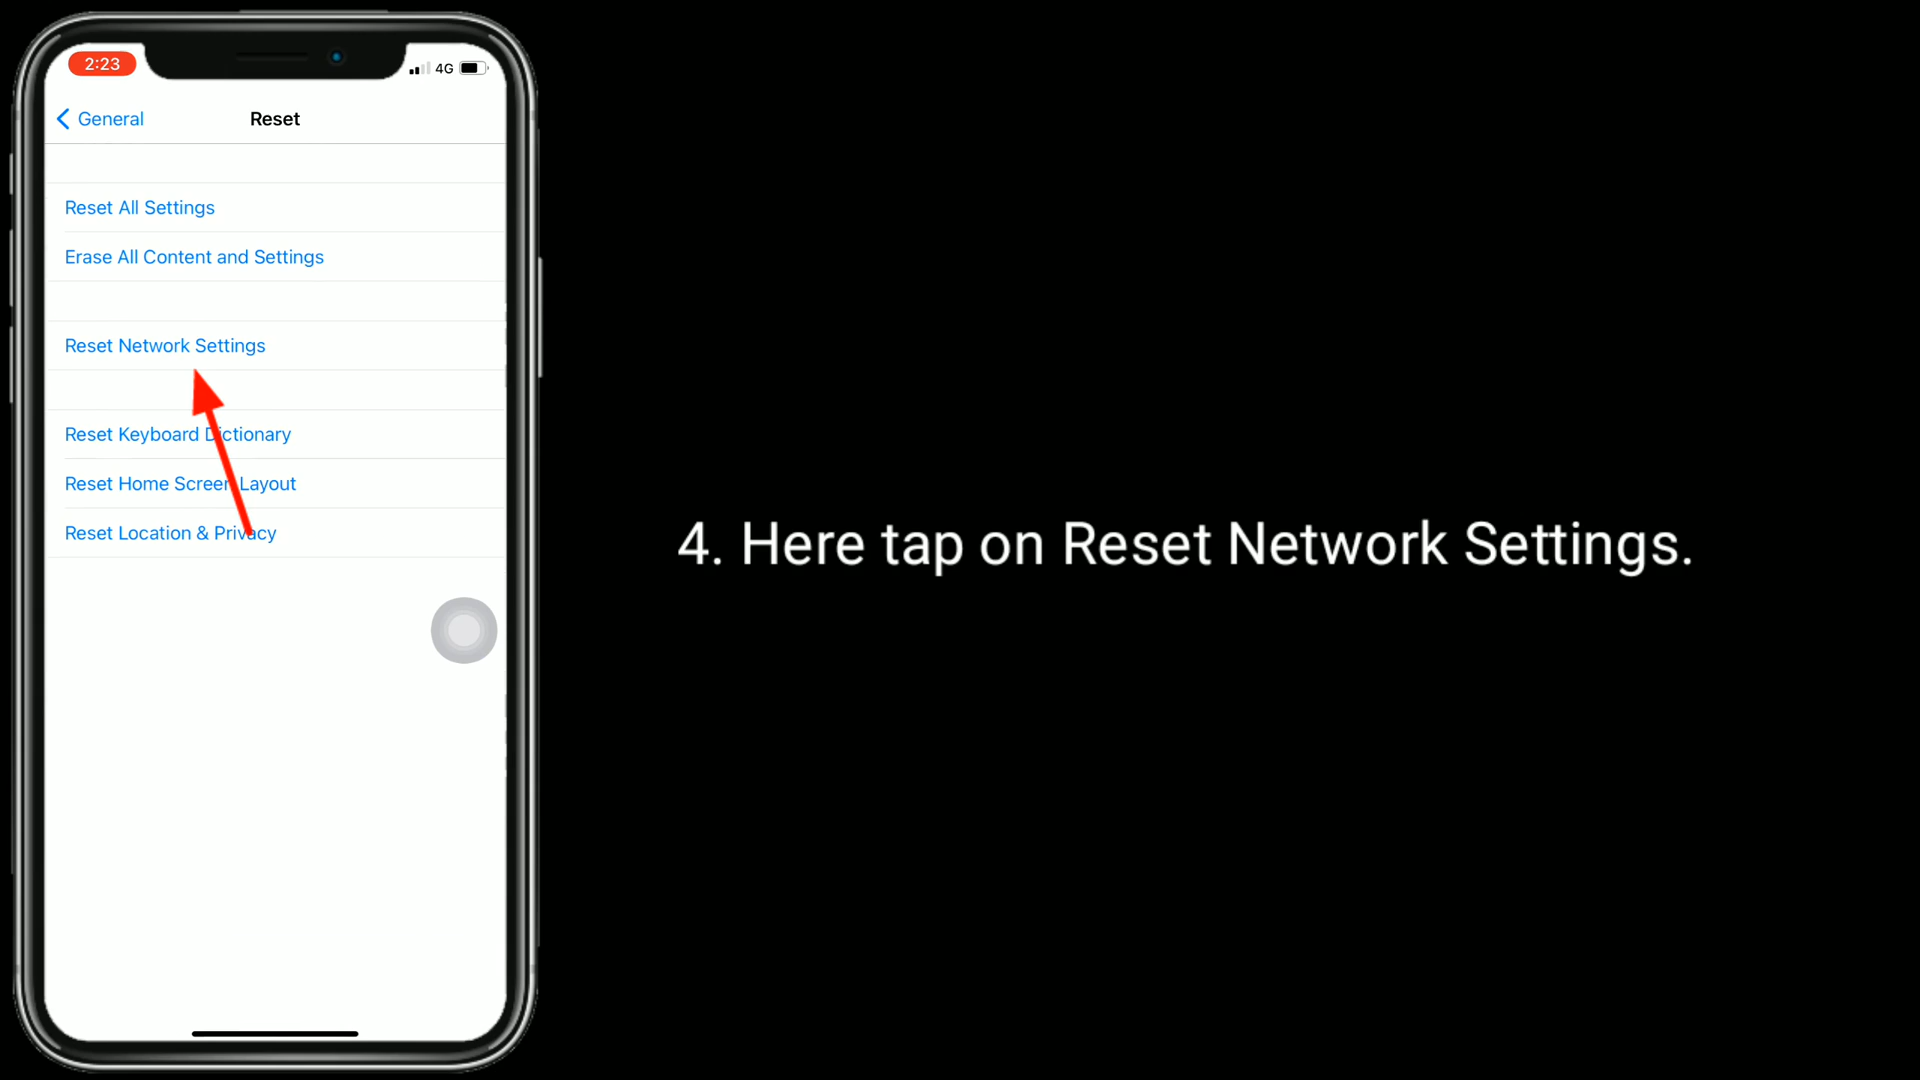 2:23
4G
General
Reset
Reset All Settings
Erase All Content and Settings
Reset Network Settings
Reset Keyboard Dictionary
Reset Home Screen Layout
Reset Location & Privacy
4. Here tap on Reset Network Settings.